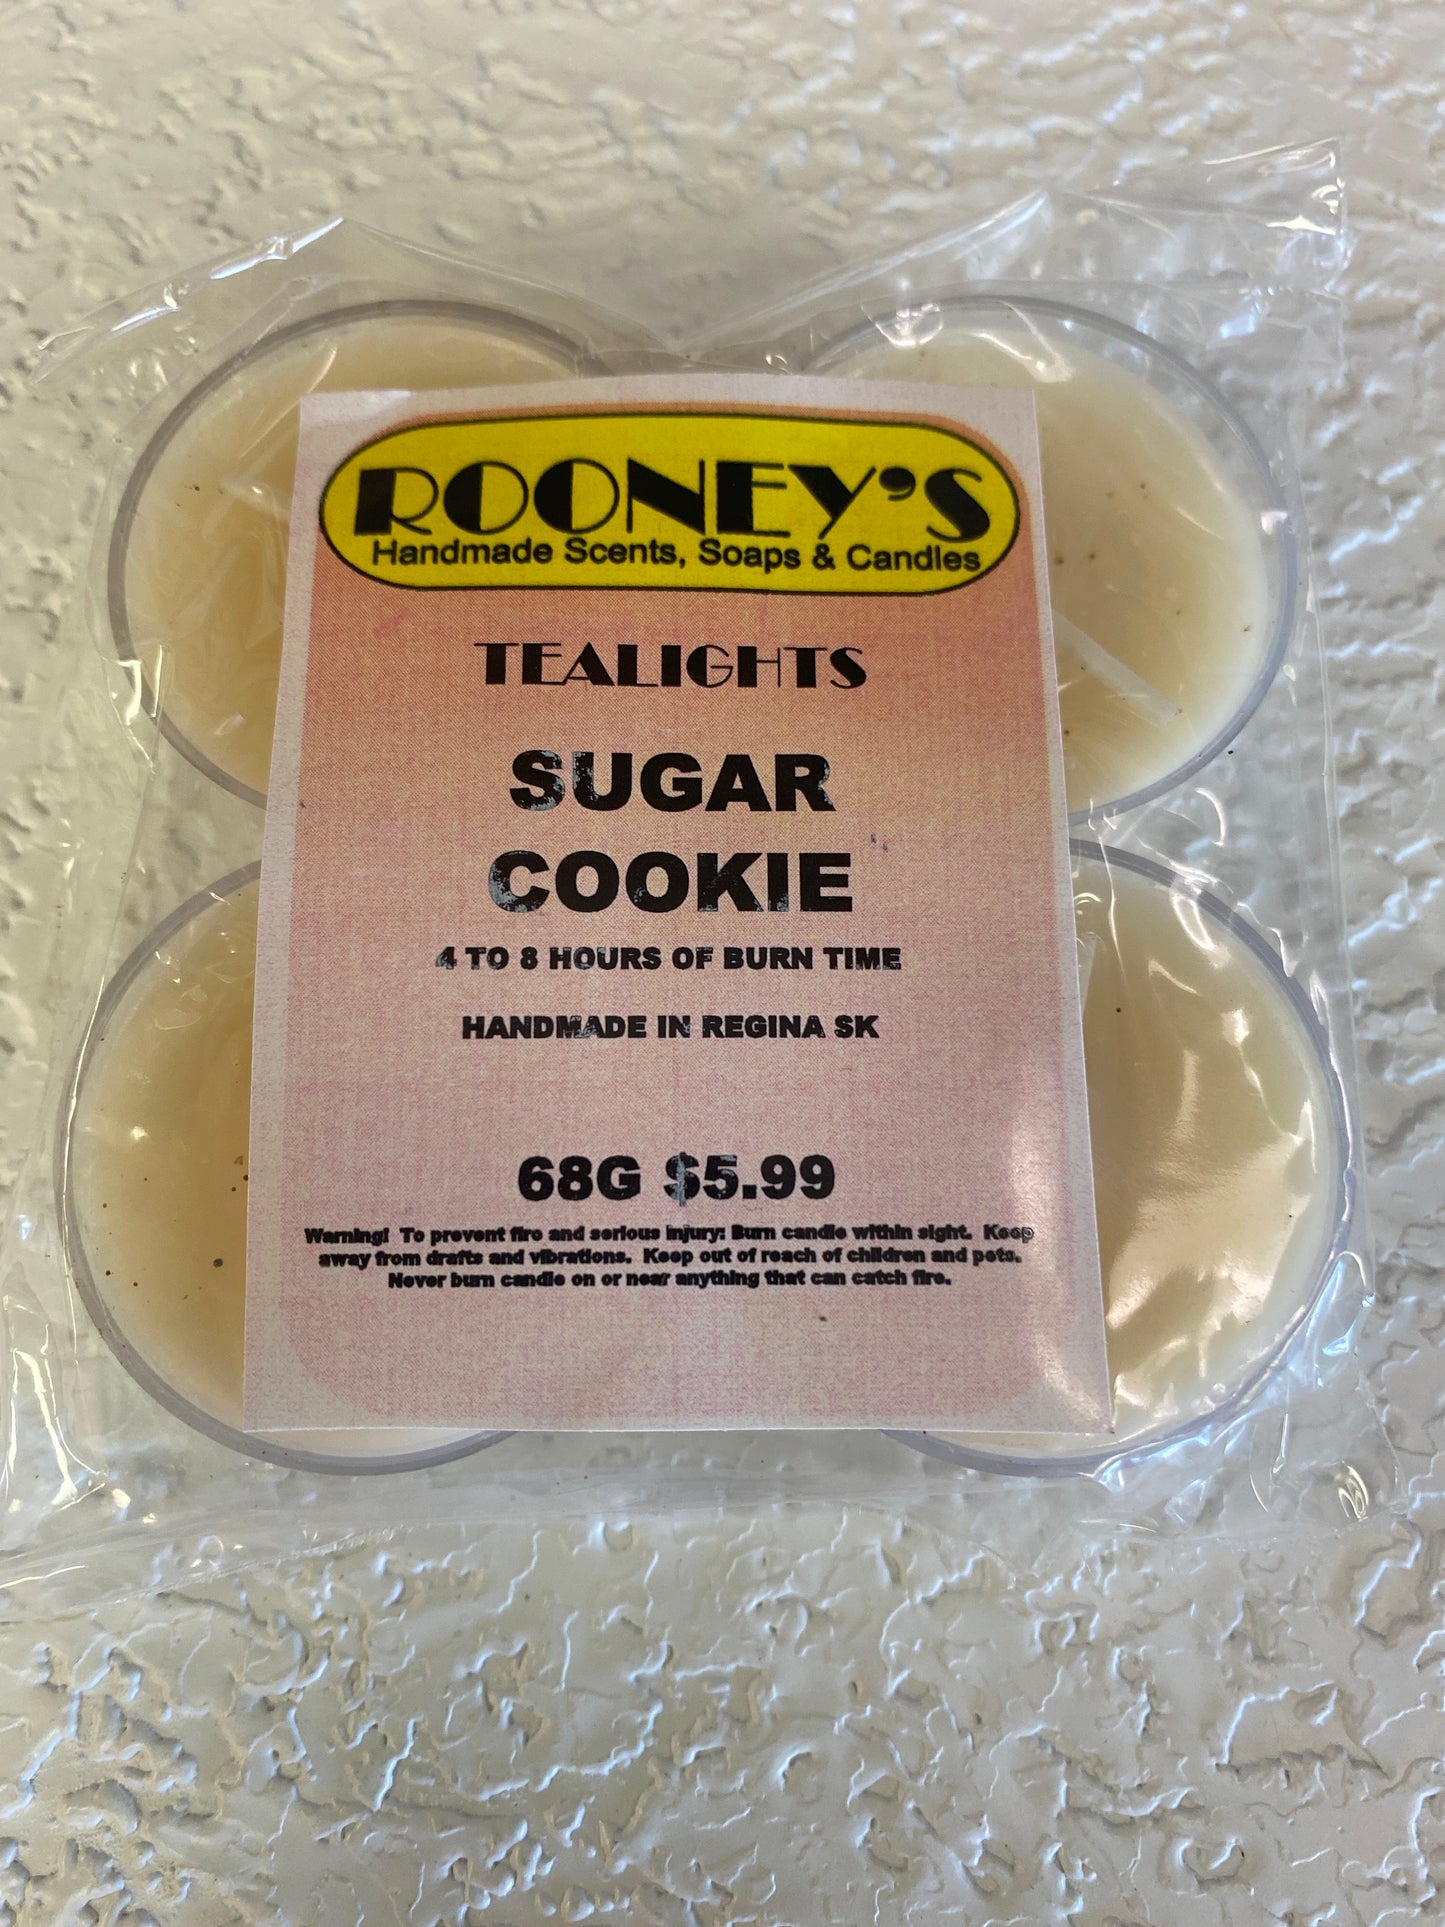 ROONEY'S
Handmade Scents, Soaps & Candles
TEALIGHTS
SUGAR
COOKIE
4 TO 8 HOURS OF BURN TIME
HANDMADE IN REGINA SK
68G $5.99
Warning! To prevent fire and serious injury: Burn candle within sight. Keep
away from drafts and vibrations. Keep out of reach of children and pets.
Never burn candle on or near anything that can catch fire.